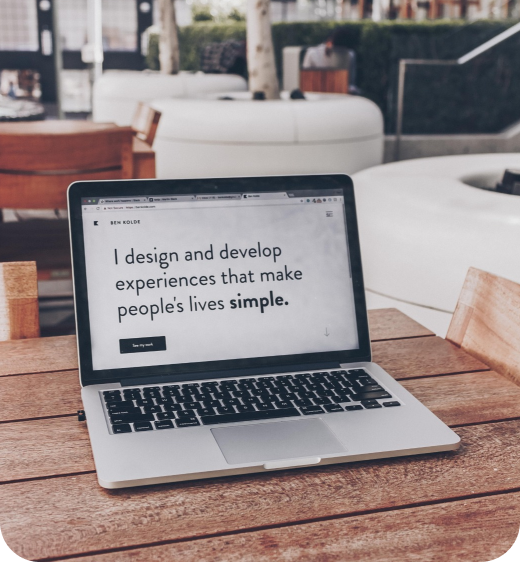 BEN KOLDE
I design and develop
experiences that make
people's lives simple.
See my work